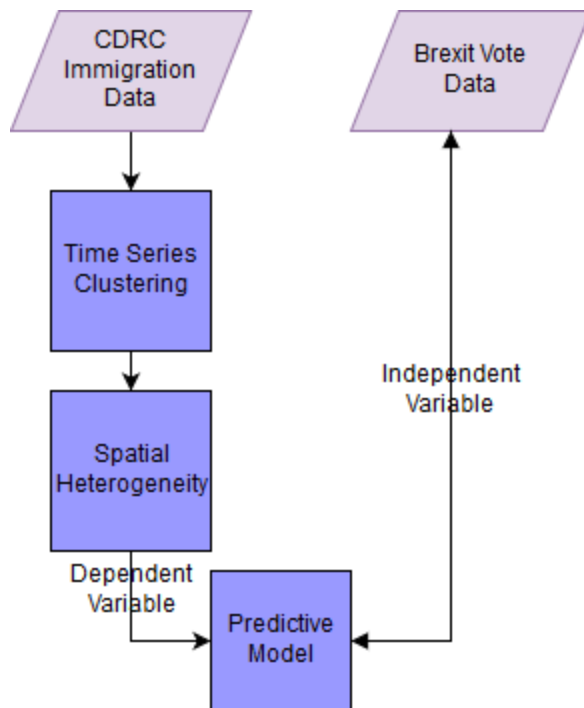 CDRC
Immigration
Data
Brexit Vote
Data
Time Series
Clustering
Independent
Variable
Spatial
Heterogeneity
Dependent
Variable
Predictive
Model